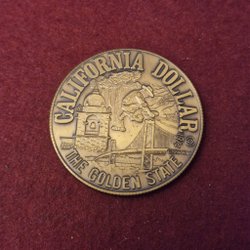 CALIFORNIA DOLLAR
THE GOLDEN STATE